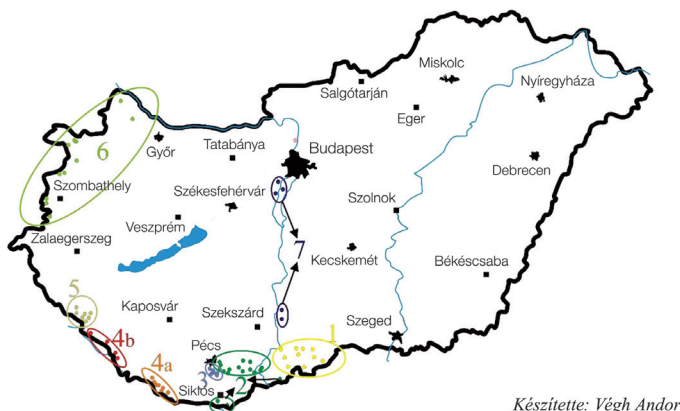 Miskolc
Salgótarján
Nyíregyháza
Eger
6
Győr
Tatabánya
Budapest
Debrecen
Szombathely
Székesfehérvár
Szolnok
Veszprém
Zalaegerszeg
7
Kecskemét
Békéscsaba
5
Kaposvár
Szekszárd
Szeged
1
4b
Pécs
4a
3
Siklós
2
Készítette: Végh Andor